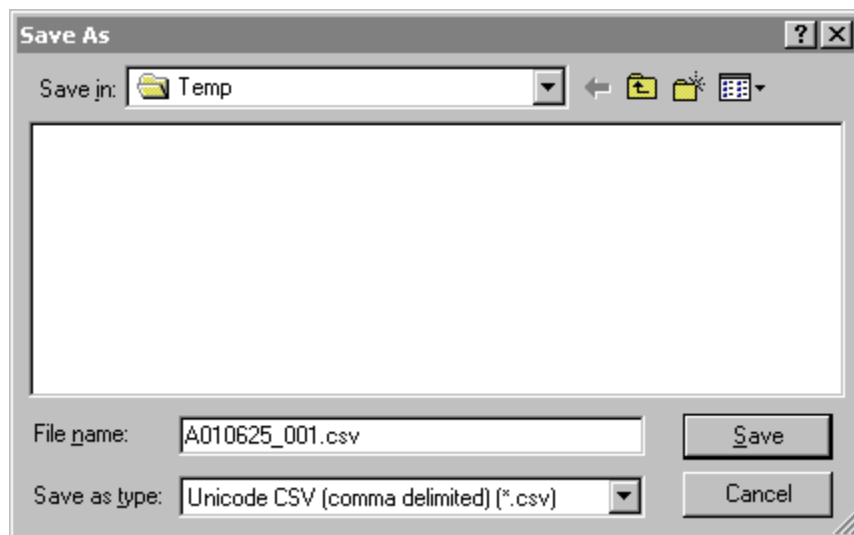 Save As
Save in: Temp
File name: A010625_001.csv Save
Save as type: Unicode CSV (comma delimited) (*.csv) Cancel